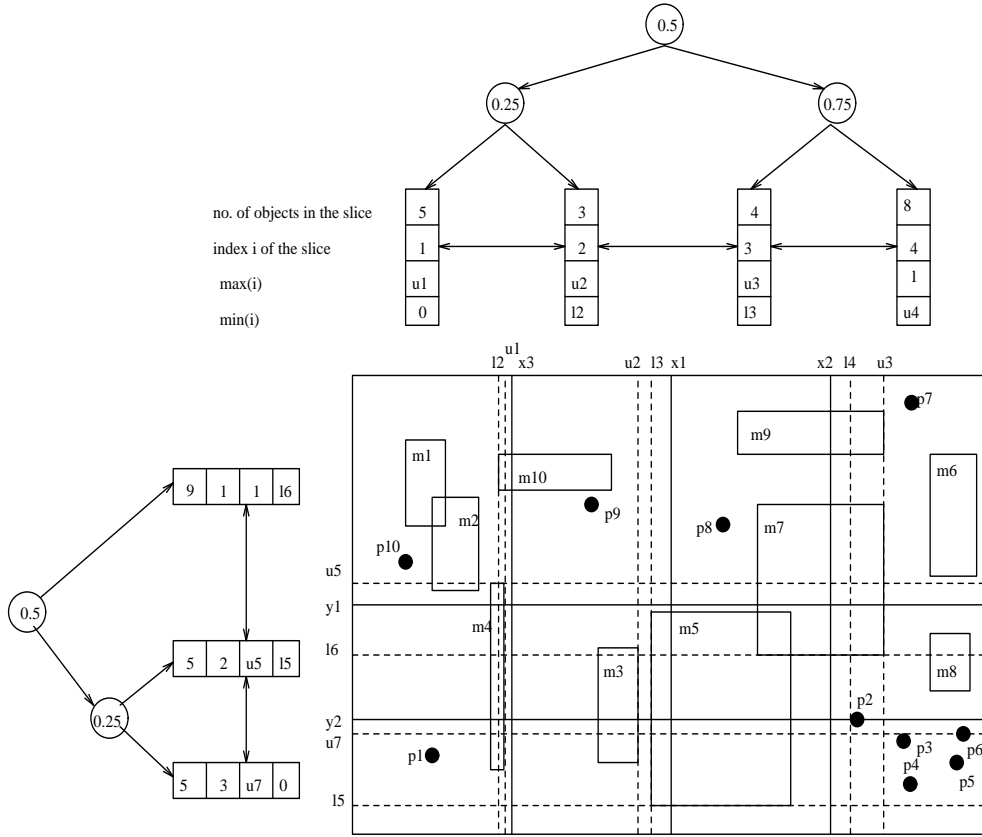 0.5
0.25 0.75
no. of objects in the slice 5 3 4 8
index i of the slice 1 2 3 4
max(i) u1 u2 u3 1
min(i) 0 l2 l3 u4
u1
l2 x3 u2 l3 x1 x2 l4 u3
p7
m9
m1 m6
m10
9 1 1 l6
m2 p9 p8 m7
p10
u5
y1
0.5
m4 m5
l6
5 2 u5 l5
m3 m8
p2
0.25
y2
u7
p1 p3 p6
p4 p5
5 3 u7 0
l5